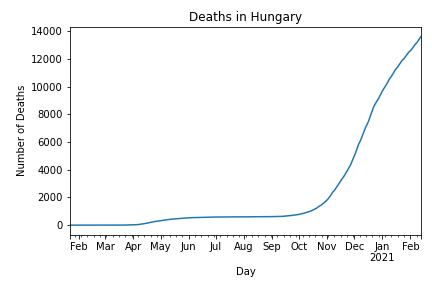 Deaths in Hungary
14000
12000
10000
8000
6000
4000
2000
0
Number of Deaths
Feb Mar Apr May Jun Jul Aug Sep Oct Nov Dec Jan Feb
2021
Day